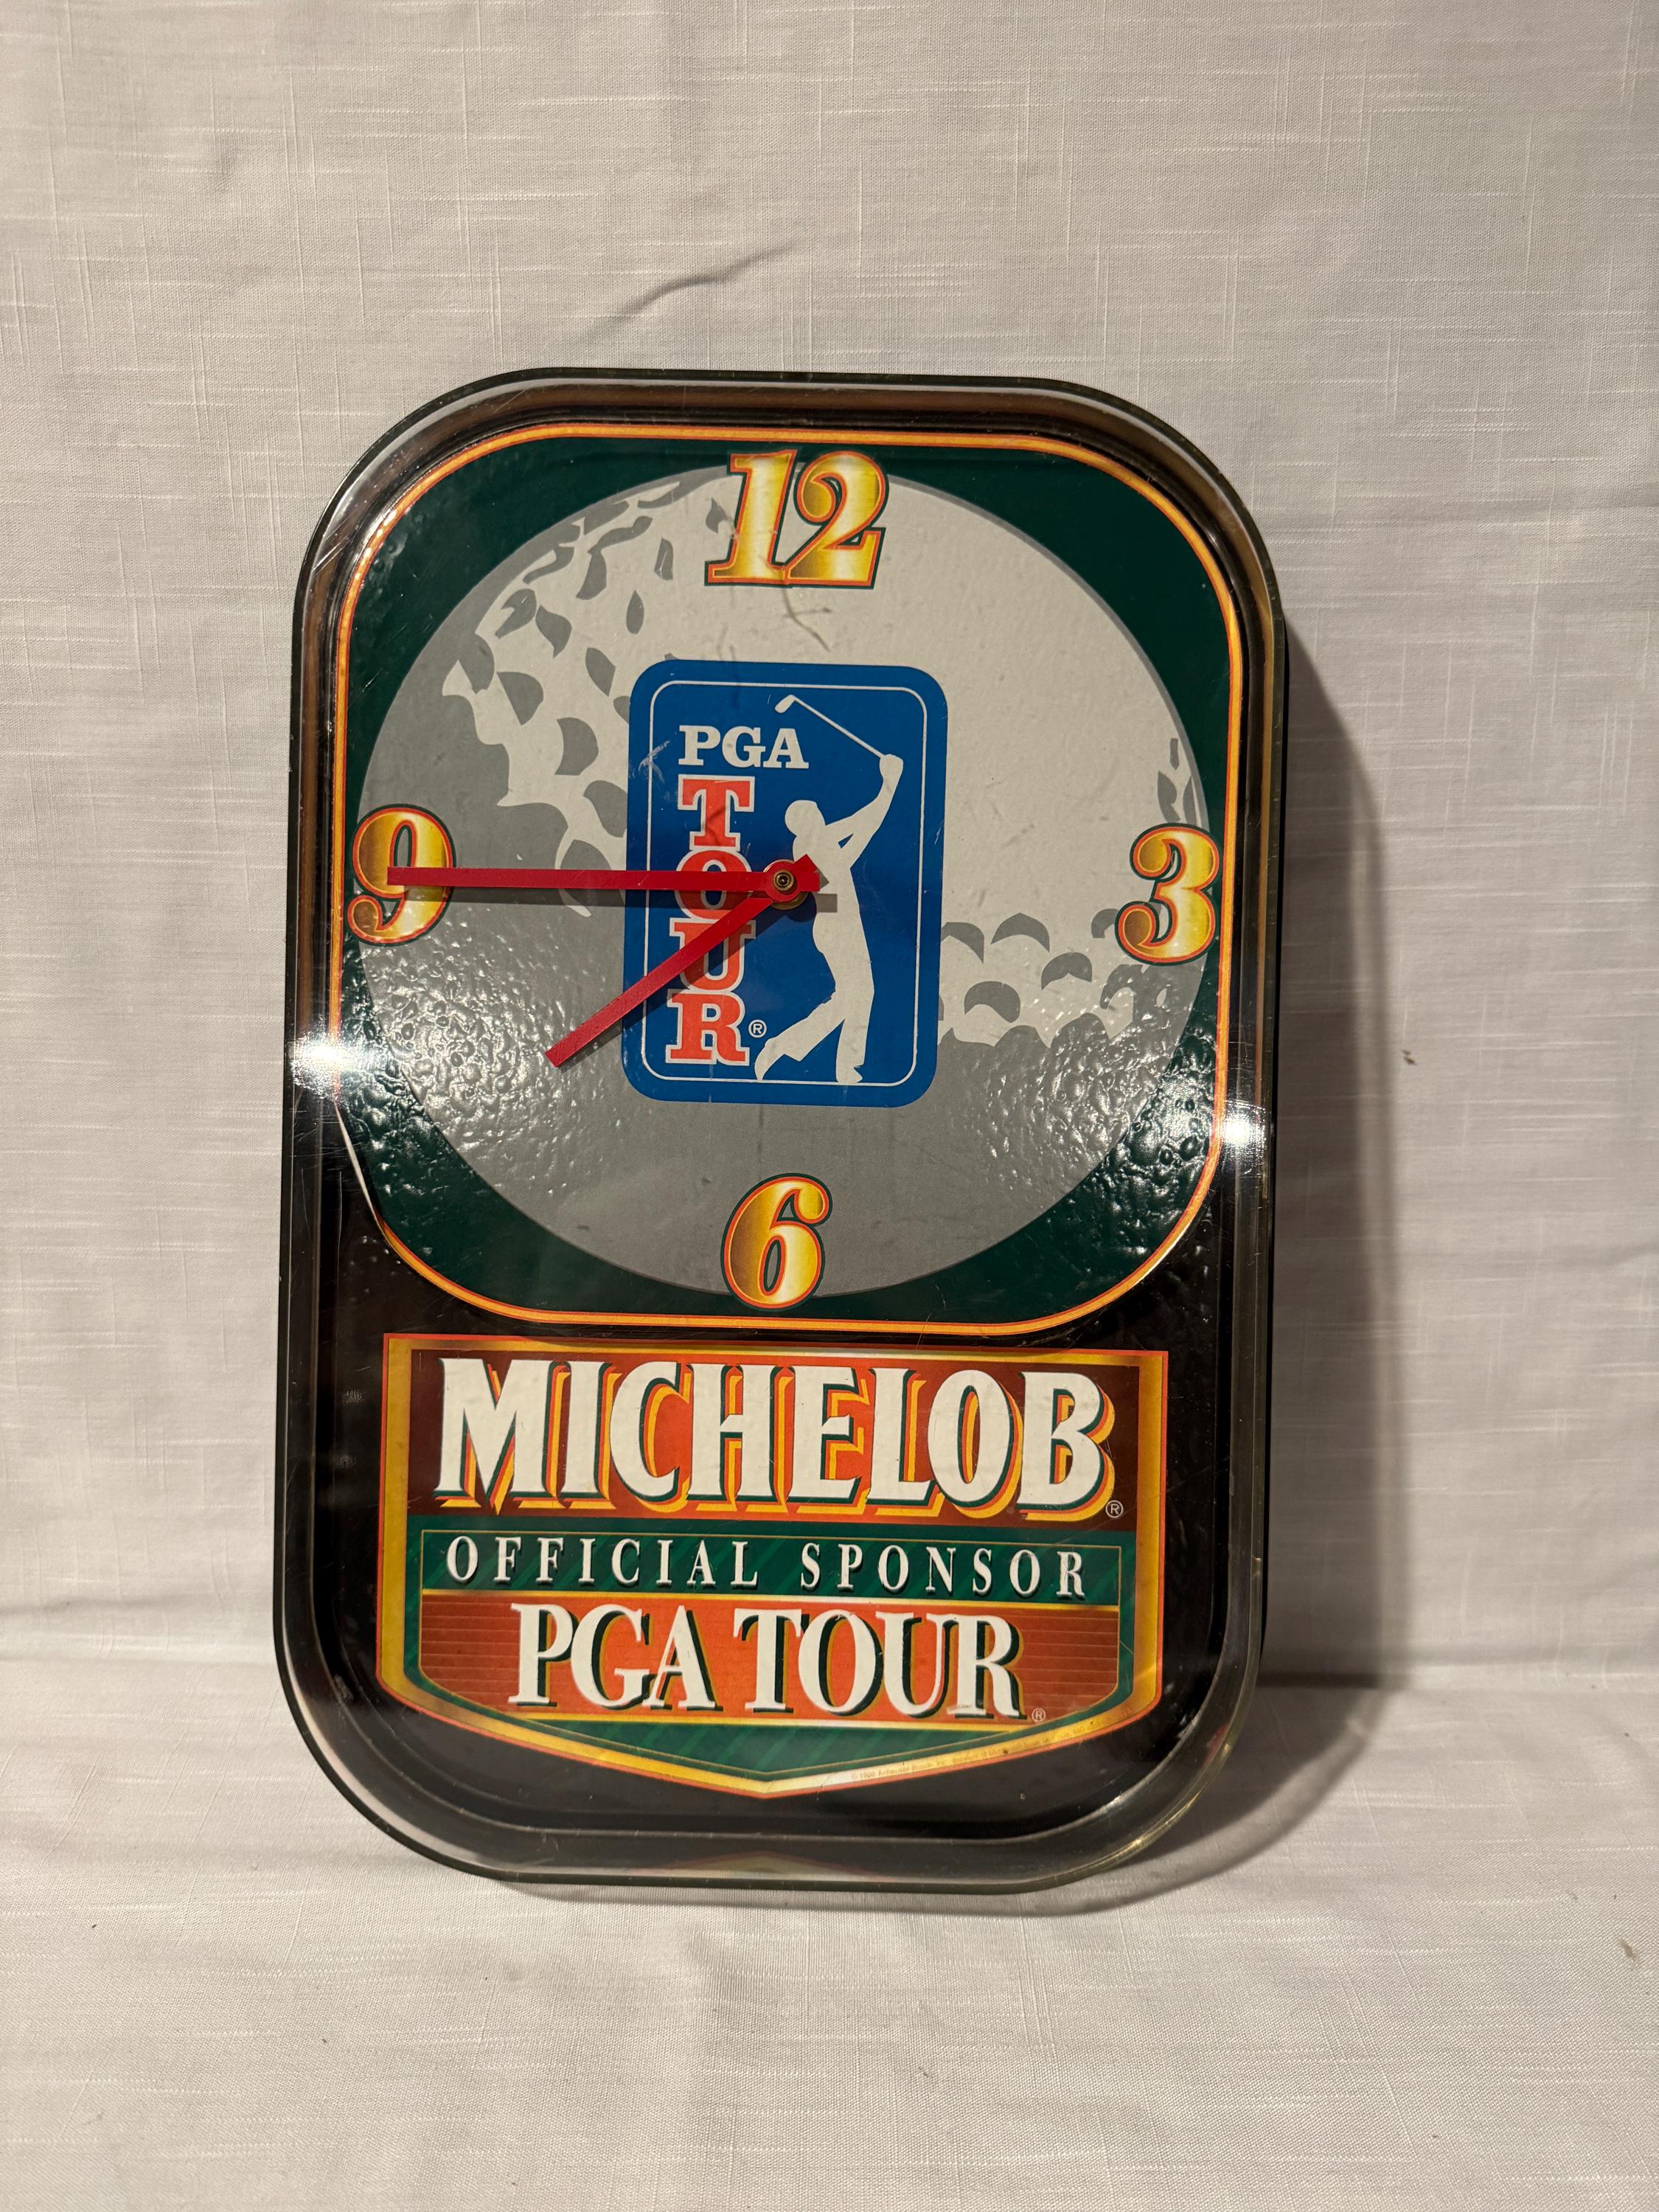 12
PGA
TOUR®
9
3
6
MICHELOB®
OFFICIAL SPONSOR
PGA TOUR®